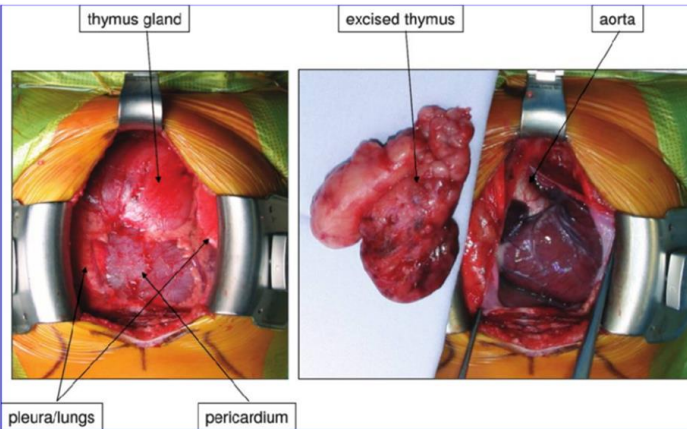 thymus gland
excised thymus
aorta
pleura/lungs
pericardium